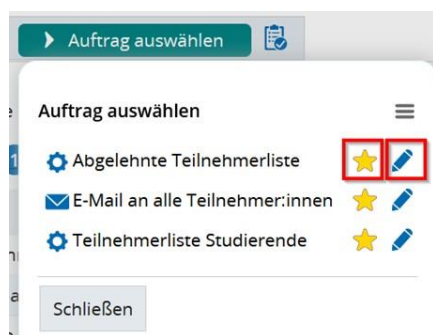 Auftrag auswählen
Auftrag auswählen
Abgelehnte Teilnehmerliste
E-Mail an alle Teilnehmer:innen
Teilnehmerliste Studierende
Schließen